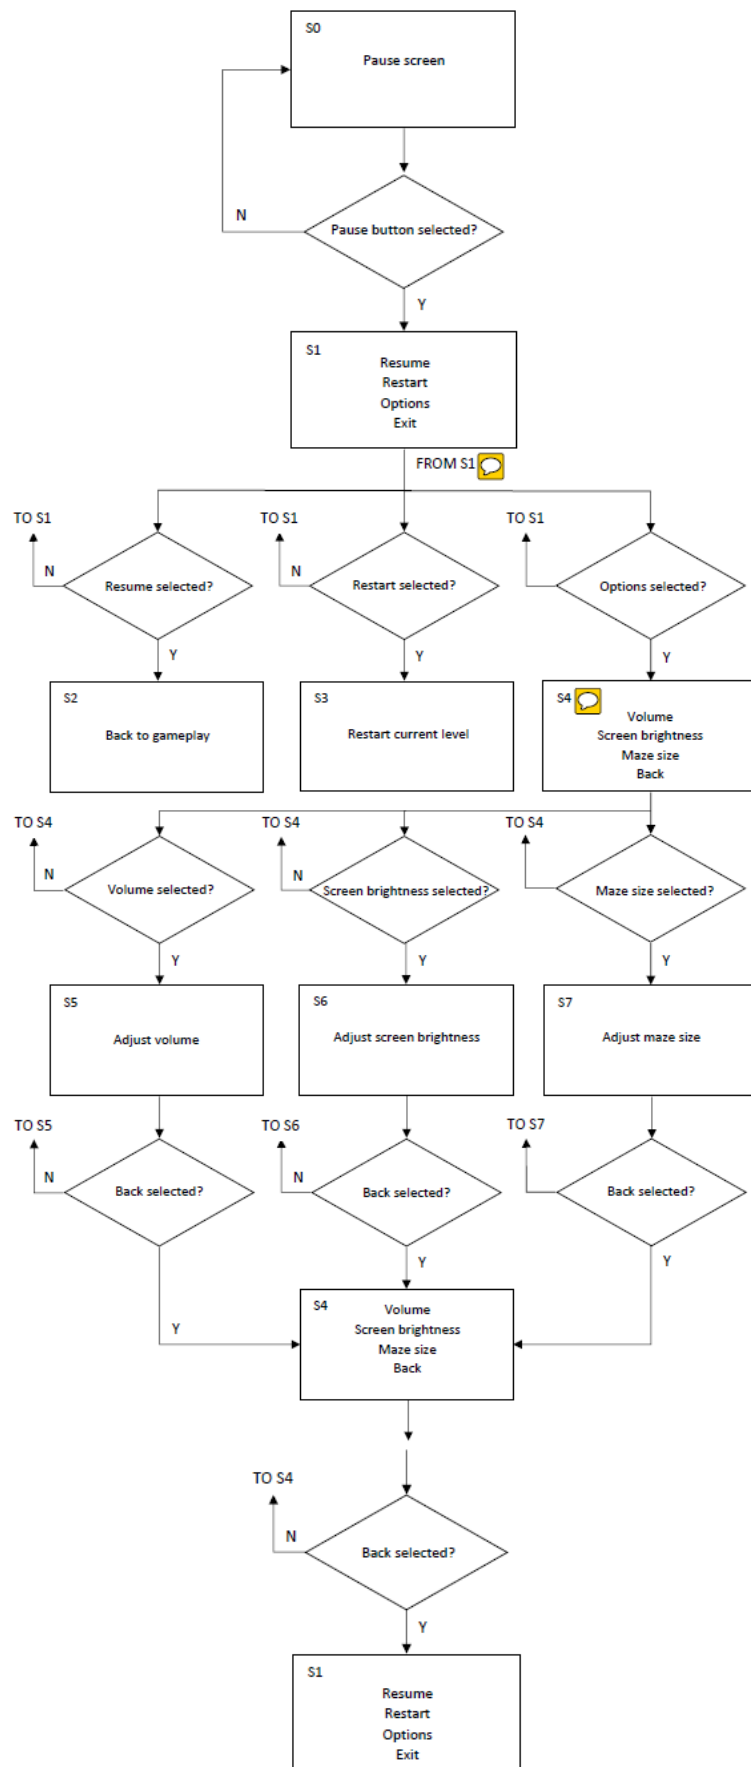 S0
Pause screen
N
Pause button selected?
Y
S1
Resume
Restart
Options
Exit
FROM S1
TO S1
TO S1
TO S1
N
Resume selected?
N
Restart selected?
Options selected?
Y
Y
Y
S2
Back to gameplay
S3
Restart current level
S4
Volume
Screen brightness
Maze size
Back
TO S4
TO S4
TO S4
N
Volume selected?
N
Screen brightness selected?
Maze size selected?
Y
Y
Y
S5
Adjust volume
S6
Adjust screen brightness
S7
Adjust maze size
TO S5
TO S6
TO S7
N
Back selected?
N
Back selected?
Back selected?
Y
Y
Y
S4
Volume
Screen brightness
Maze size
Back
TO S4
N
Back selected?
Y
S1
Resume
Restart
Options
Exit